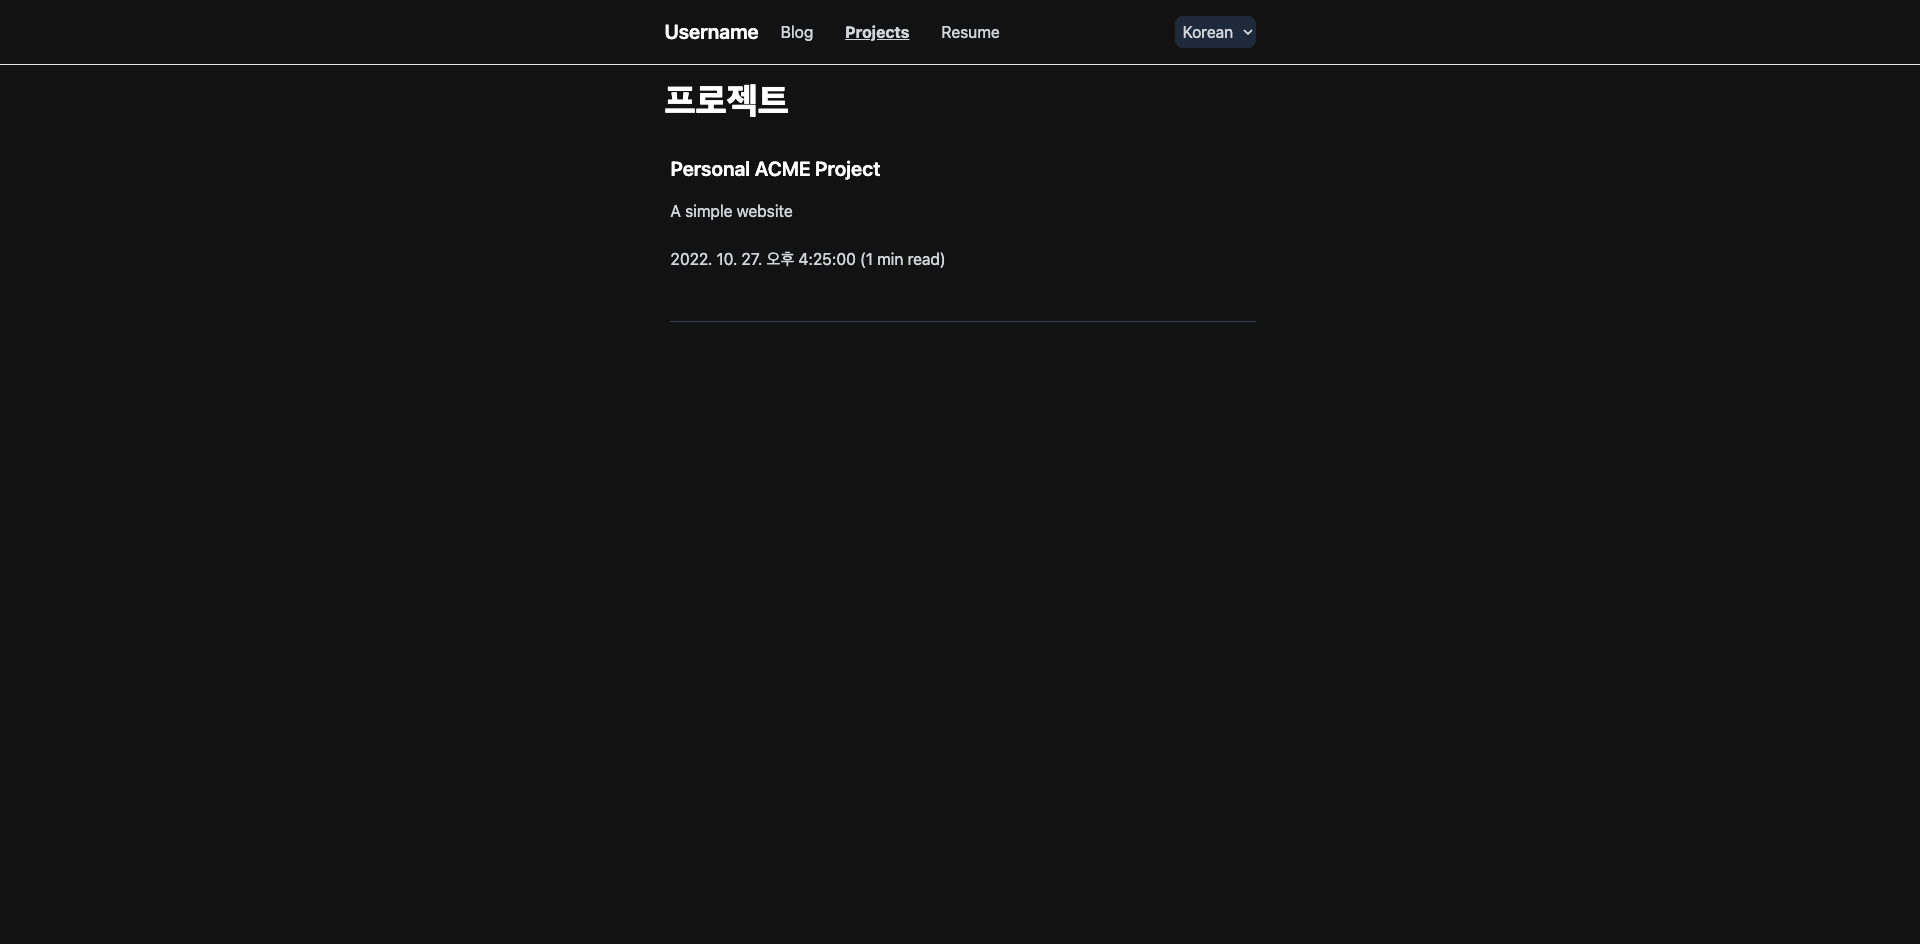 Username Blog Projects Resume Korean
프로젝트
Personal ACME Project
A simple website
2022. 10. 27. 오후 4:25:00 (1 min read)